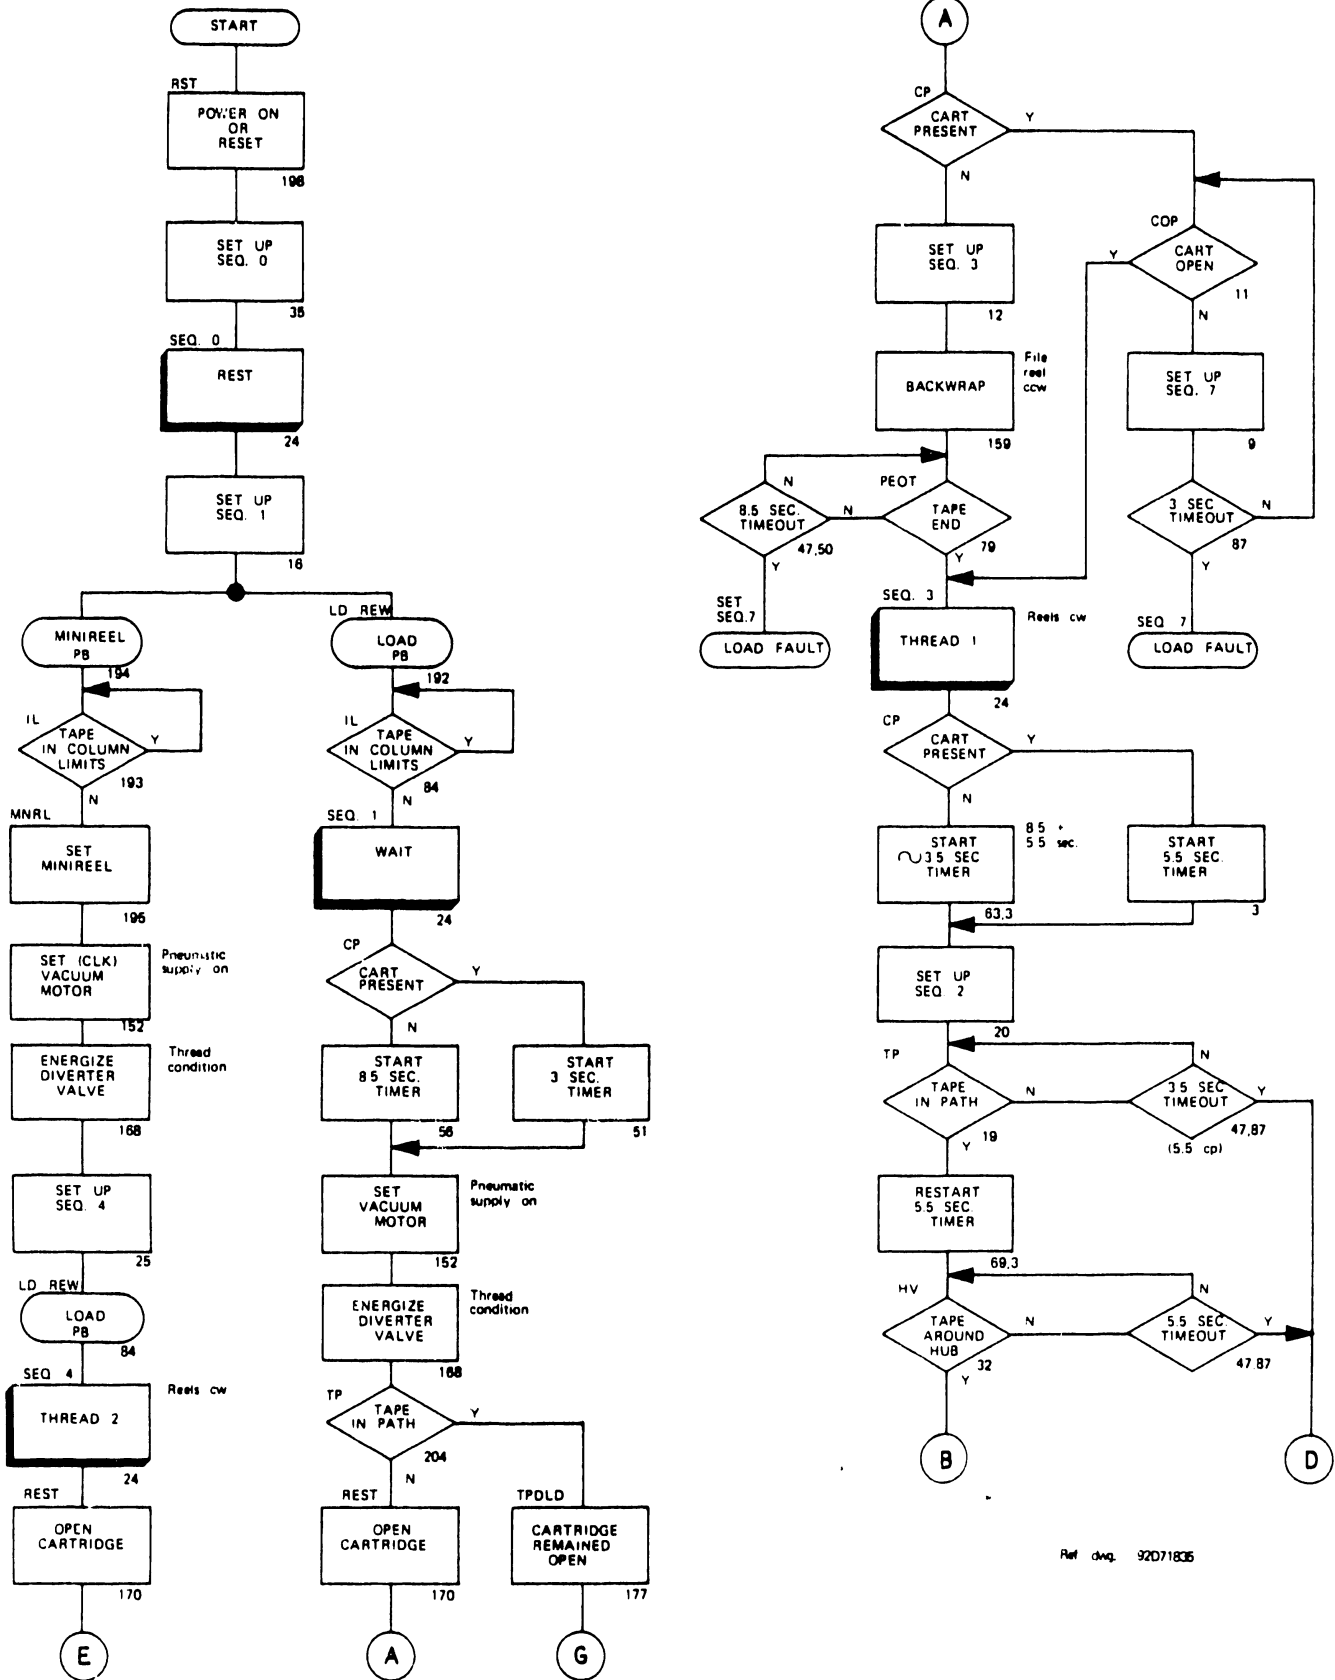 START
RST
POWER ON
OR
RESET
198
SET UP
SEQ. 0
35
SEQ. 0
REST
24
SET UP
SEQ. 1
16
MINIREEL
PB
194
IL
TAPE
IN COLUMN
LIMITS
Y
193
N
MNRL
SET
MINIREEL
195
SET (CLK)
VACUUM
MOTOR
Pneumatic
supply on
152
ENERGIZE
DIVERTER
VALVE
Thread
condition
168
SET UP
SEQ. 4
25
LD REW
LOAD
PB
84
SEQ 4
THREAD 2
Reels cw
24
REST
OPEN
CARTRIDGE
170
E
LD REW
LOAD
PB
192
IL
TAPE
IN COLUMN
LIMITS
Y
84
N
SEQ. 1
WAIT
24
CP
CART
PRESENT
Y
N
START
8.5 SEC.
TIMER
56
START
3 SEC.
TIMER
51
SET
VACUUM
MOTOR
Pneumatic
supply on
152
ENERGIZE
DIVERTER
VALVE
Thread
condition
168
TP
TAPE
IN PATH
Y
204
N
REST
OPEN
CARTRIDGE
170
A
TPDLD
CARTRIDGE
REMAINED
OPEN
177
G
A
CP
CART
PRESENT
Y
N
SET UP
SEQ. 3
12
BACKWRAP
File
reel
ccw
159
PEOT
TAPE
END
N
79
Y
8.5 SEC.
TIMEOUT
N
47,50
Y
SET
SEQ.7
LOAD FAULT
COP
CART
OPEN
Y
11
N
SET UP
SEQ. 7
9
3 SEC
TIMEOUT
N
87
Y
SEQ 7
LOAD FAULT
SEQ. 3
THREAD 1
Reels cw
24
CP
CART
PRESENT
Y
N
START
~3.5 SEC
TIMER
8.5 +
5.5 sec.
63,3
START
5.5 SEC.
TIMER
3
SET UP
SEQ. 2
20
TP
TAPE
IN PATH
N
19
Y
3.5 SEC
TIMEOUT
N
Y
47,87
(5.5 cp)
RESTART
5.5 SEC.
TIMER
69,3
HV
TAPE
AROUND
HUB
N
32
Y
5.5 SEC.
TIMEOUT
N
Y
47,87
B
D
Ref dwg. 92D71835